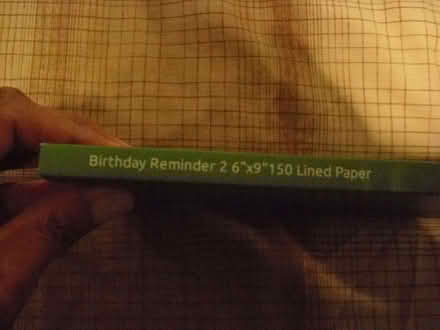 Birthday Reminder 2 6"x9"150 Lined Paper